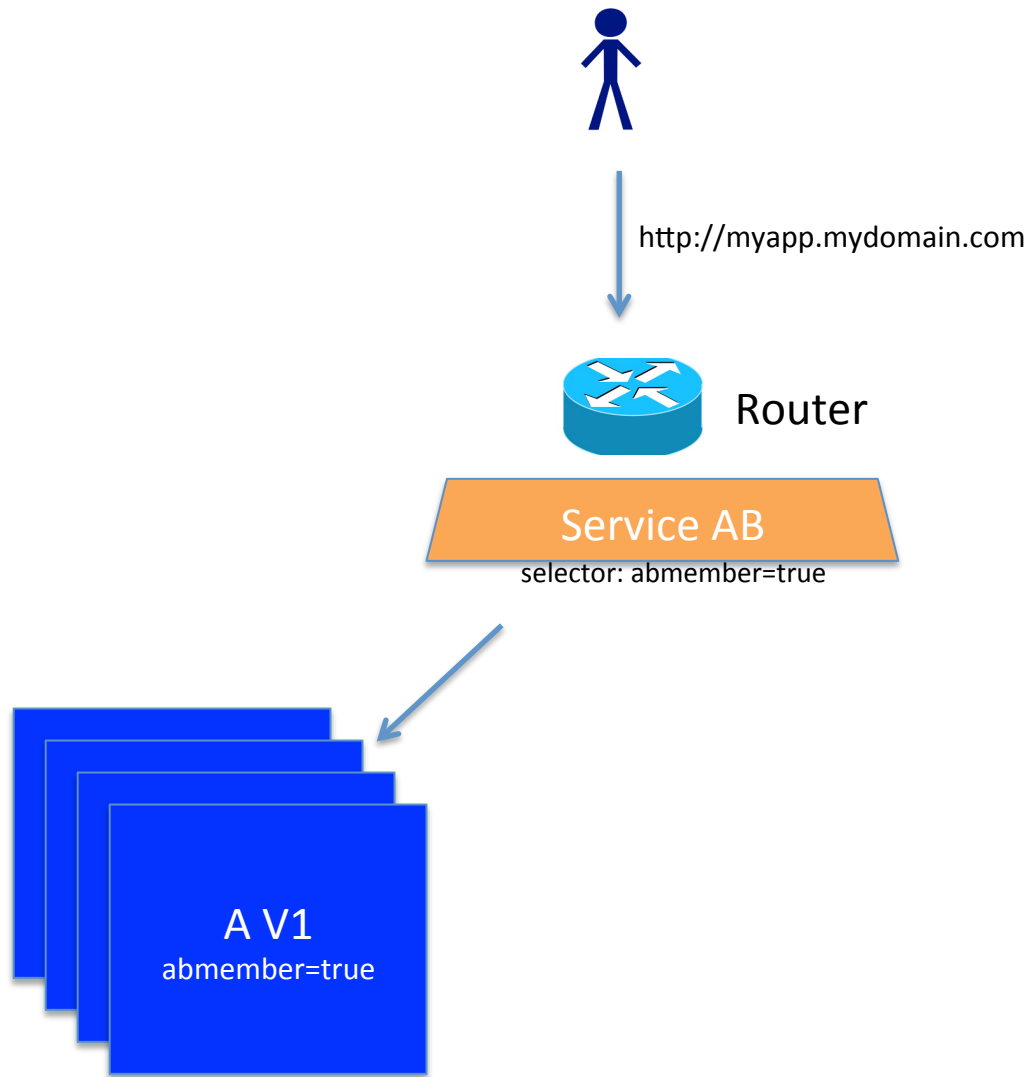 http://myapp.mydomain.com
Router
Service AB
selector: abmember=true
A V1
abmember=true